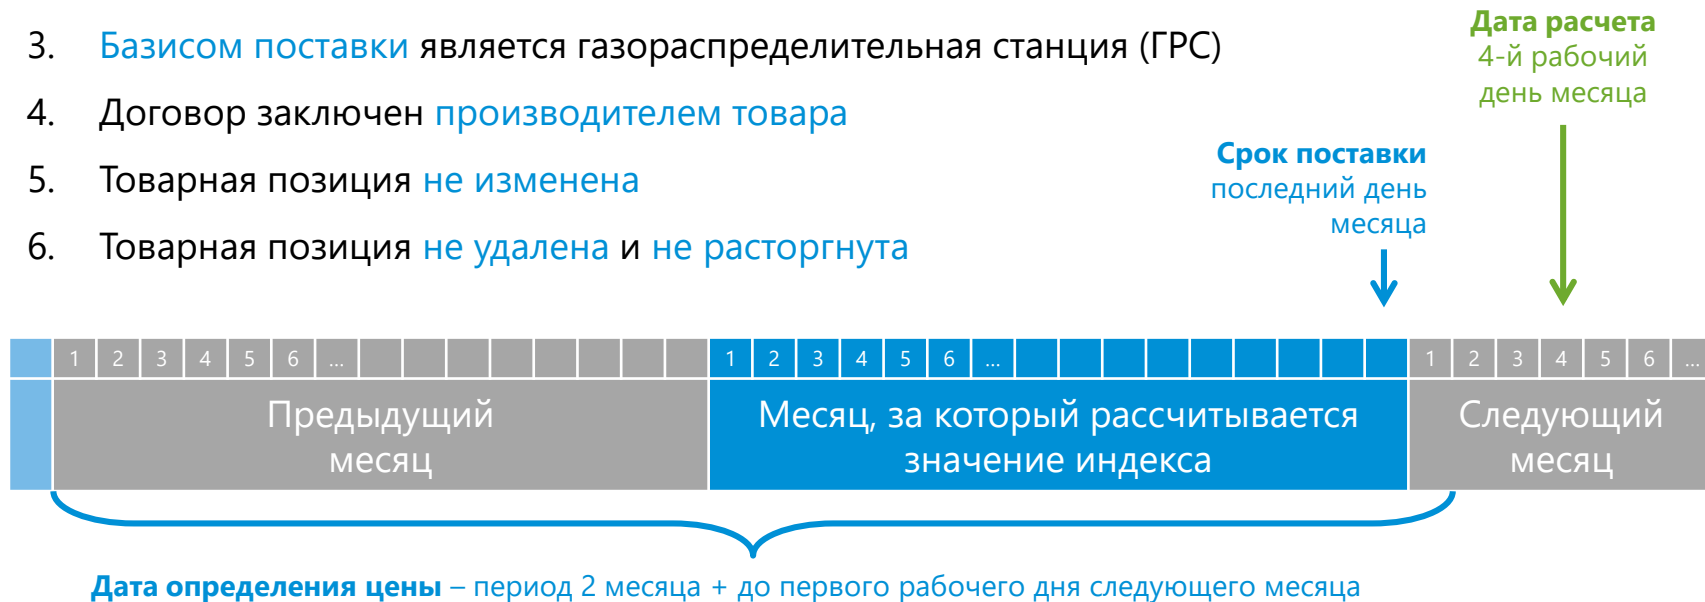 3. Базисом поставки является газораспределительная станция (ГРС)
4. Договор заключен производителем товара
5. Товарная позиция не изменена
6. Товарная позиция не удалена и не расторгнута
Дата расчета
4-й рабочий
день месяца
Срок поставки
последний день
месяца
1 2 3 4 5 6 ... 1 2 3 4 5 6 ... 1 2 3 4 5 6 ...
Предыдущий
месяц
Месяц, за который рассчитывается
значение индекса
Следующий
месяц
Дата определения цены – период 2 месяца + до первого рабочего дня следующего месяца